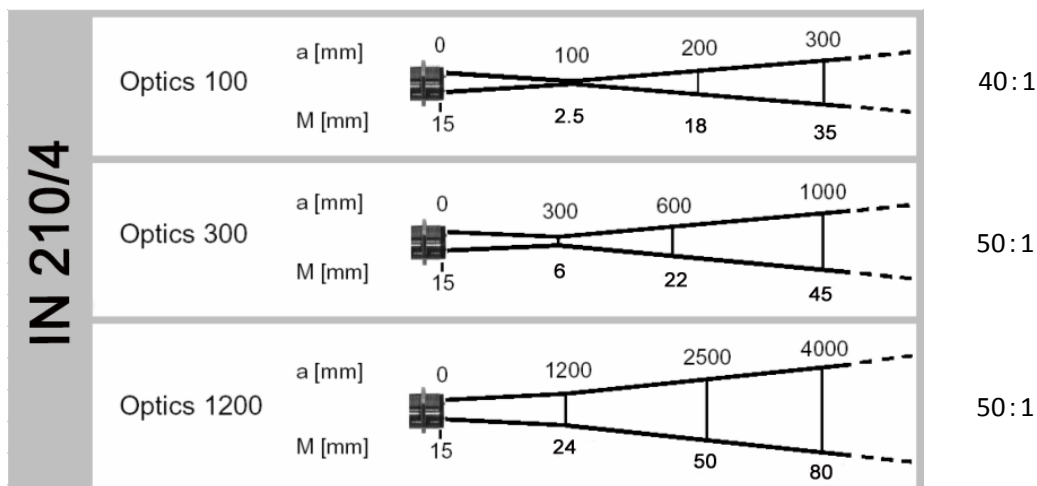 IN 210/4
Optics 100
a [mm] 0 100 200 300
M [mm] 15 2.5 18 35
40:1
Optics 300
a [mm] 0 300 600 1000
M [mm] 15 6 22 45
50:1
Optics 1200
a [mm] 0 1200 2500 4000
M [mm] 15 24 50 80
50:1